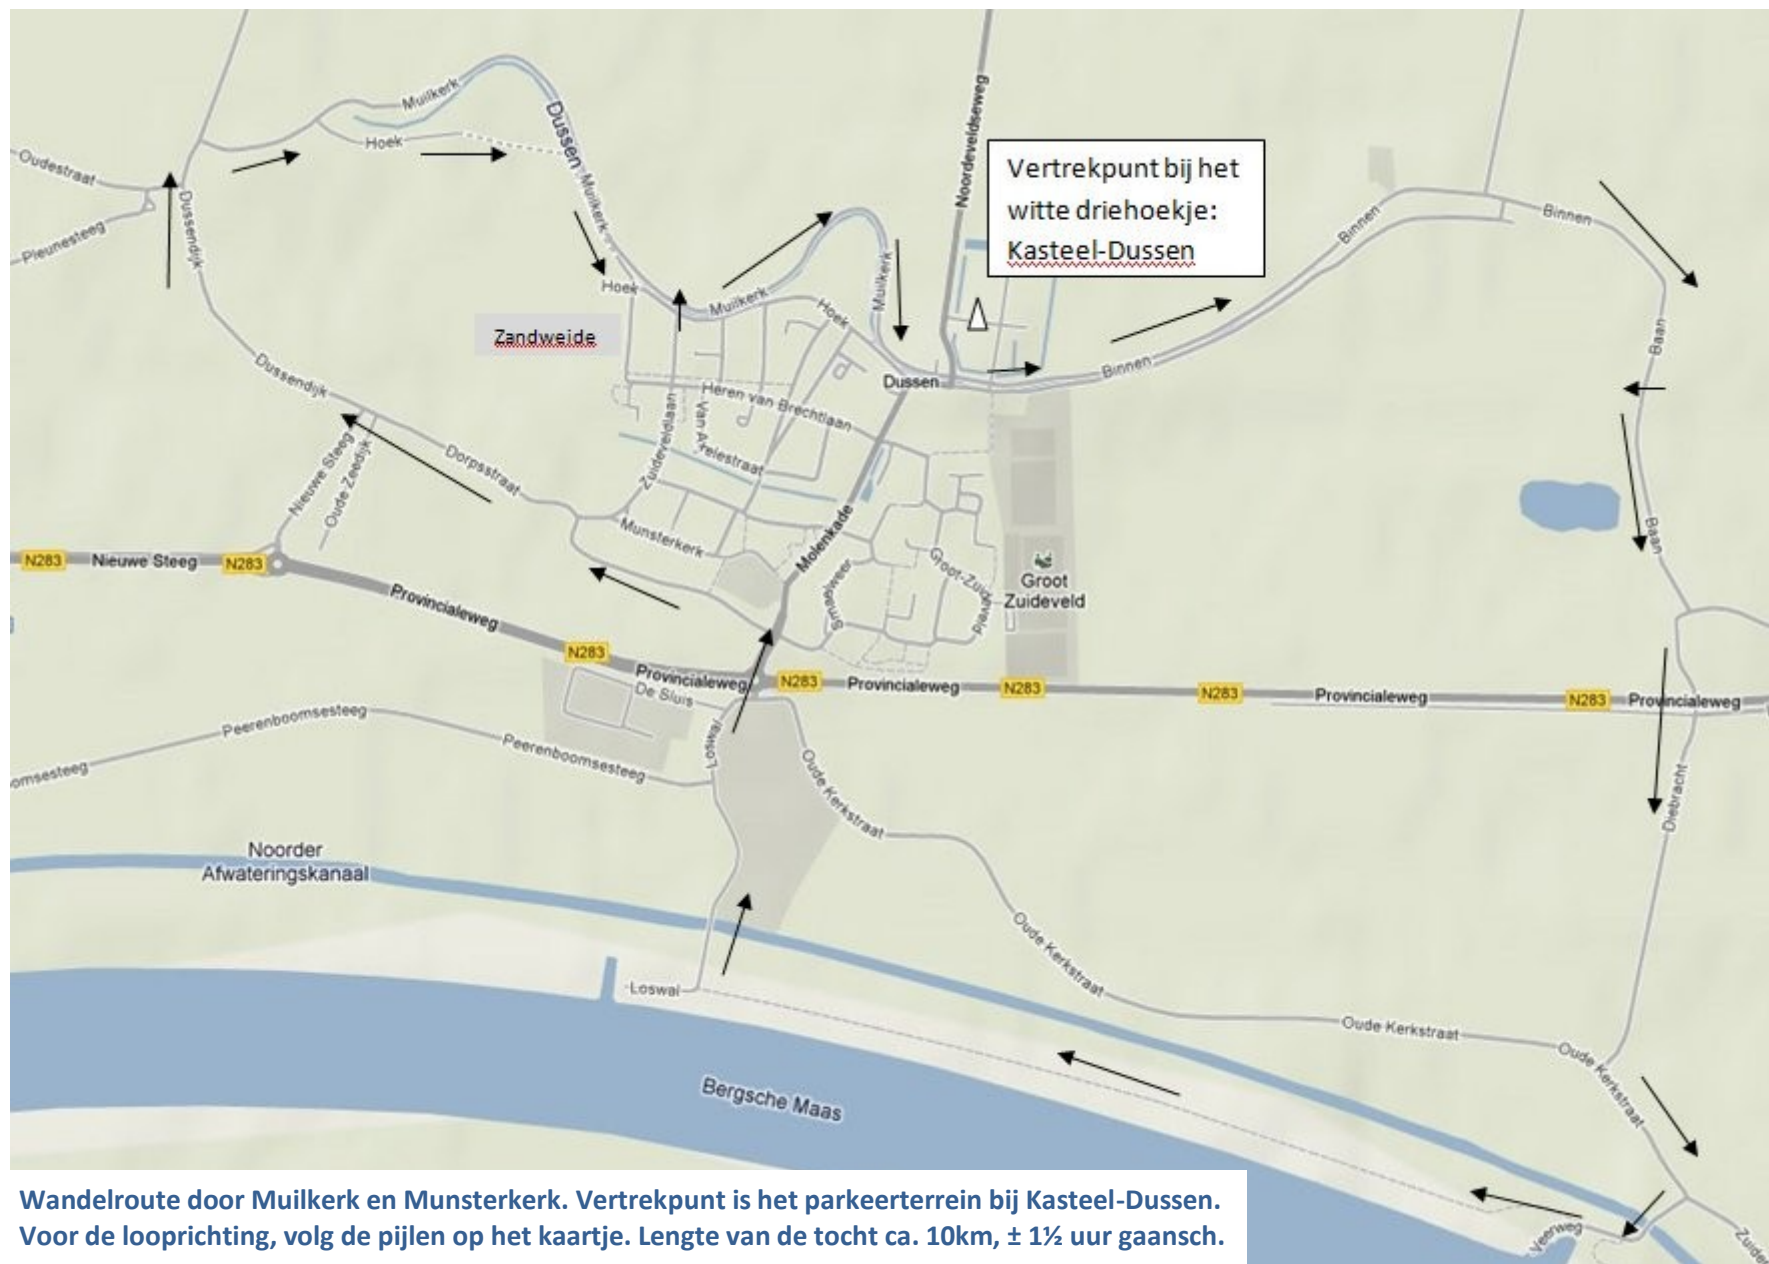 Muilkerk
Hoek
Dussen
Oudestraat
Pleunesteeg
Dussendijk
Muilkerk
Hoek
Noordeveldseweg
Vertrekpunt bij het
witte driehoekje:
Kasteel-Dussen
Binnen
Binnen
Muilkerk
Muilkerk
Hoek
Zandweide
Baan
Binnen
Dussen
Dussendijk
Heren van Brechtlaan
Van Arelestraat
Zuideveldlaan
Dorpsstraat
Nieuwe Steeg
Oude Zeedijk
Munsterkerk
Molenkade
Baan
N283
Nieuwe Steeg
N283
Groot-Zuideveld
Groot
Zuideveld
Smaelweer
Provincialeweg
N283
Provincialeweg
N283
Provincialeweg
N283
N283
Provincialeweg
N283
Provincialeweg
De Sluis
Loswal
Peerenboomsesteeg
Peerenboomsesteeg
omsesteeg
Oude Kerkstraat
Diebracht
Noorder
Afwateringskanaal
Oude Kerkstraat
Loswal
Oude Kerkstraat
Oude Kerkstraat
Bergsche Maas
Veerweg
Zuide
Wandelroute door Muilkerk en Munsterkerk. Vertrekpunt is het parkeerterrein bij Kasteel-Dussen.
Voor de looprichting, volg de pijlen op het kaartje. Lengte van de tocht ca. 10km, ± 1½ uur gaansch.